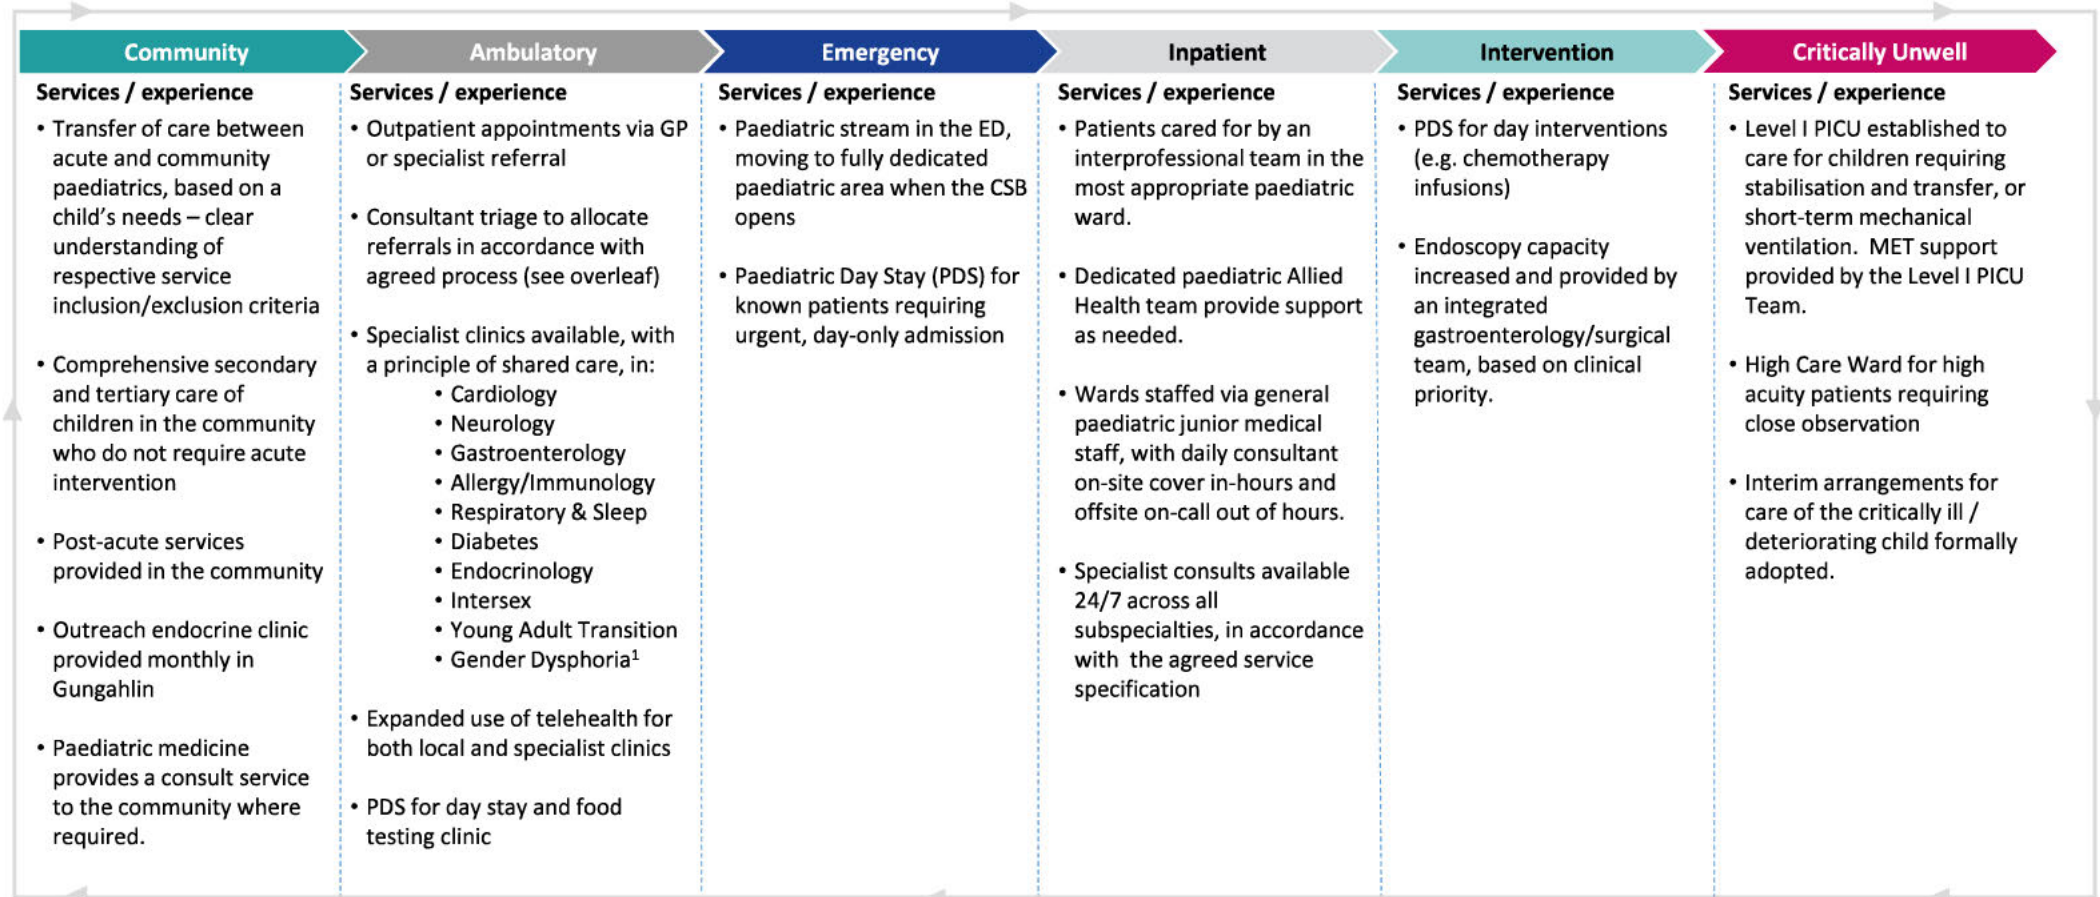 Community
Ambulatory
Emergency
Inpatient
Intervention
Critically Unwell
Services / experience
• Transfer of care between
acute and community
paediatrics, based on a
child's needs – clear
understanding of
respective service
inclusion/exclusion criteria
• Comprehensive secondary
and tertiary care of
children in the community
who do not require acute
intervention
• Post-acute services
provided in the community
• Outreach endocrine clinic
provided monthly in
Gungahlin
• Paediatric medicine
provides a consult service
to the community where
required.
Services / experience
• Outpatient appointments via GP
or specialist referral
• Consultant triage to allocate
referrals in accordance with
agreed process (see overleaf)
• Specialist clinics available, with
a principle of shared care, in:
• Cardiology
• Neurology
• Gastroenterology
• Allergy/Immunology
• Respiratory & Sleep
• Diabetes
• Endocrinology
• Intersex
• Young Adult Transition
• Gender Dysphoria¹
• Expanded use of telehealth for
both local and specialist clinics
• PDS for day stay and food
testing clinic
Services / experience
• Paediatric stream in the ED,
moving to fully dedicated
paediatric area when the CSB
opens
• Paediatric Day Stay (PDS) for
known patients requiring
urgent, day-only admission
Services / experience
• Patients cared for by an
interprofessional team in the
most appropriate paediatric
ward.
• Dedicated paediatric Allied
Health team provide support
as needed.
• Wards staffed via general
paediatric junior medical
staff, with daily consultant
on-site cover in-hours and
offsite on-call out of hours.
• Specialist consults available
24/7 across all
subspecialties, in accordance
with the agreed service
specification
Services / experience
• PDS for day interventions
(e.g. chemotherapy
infusions)
• Endoscopy capacity
increased and provided by
an integrated
gastroenterology/surgical
team, based on clinical
priority.
Services / experience
• Level I PICU established to
care for children requiring
stabilisation and transfer, or
short-term mechanical
ventilation. MET support
provided by the Level I PICU
Team.
• High Care Ward for high
acuity patients requiring
close observation
• Interim arrangements for
care of the critically ill /
deteriorating child formally
adopted.